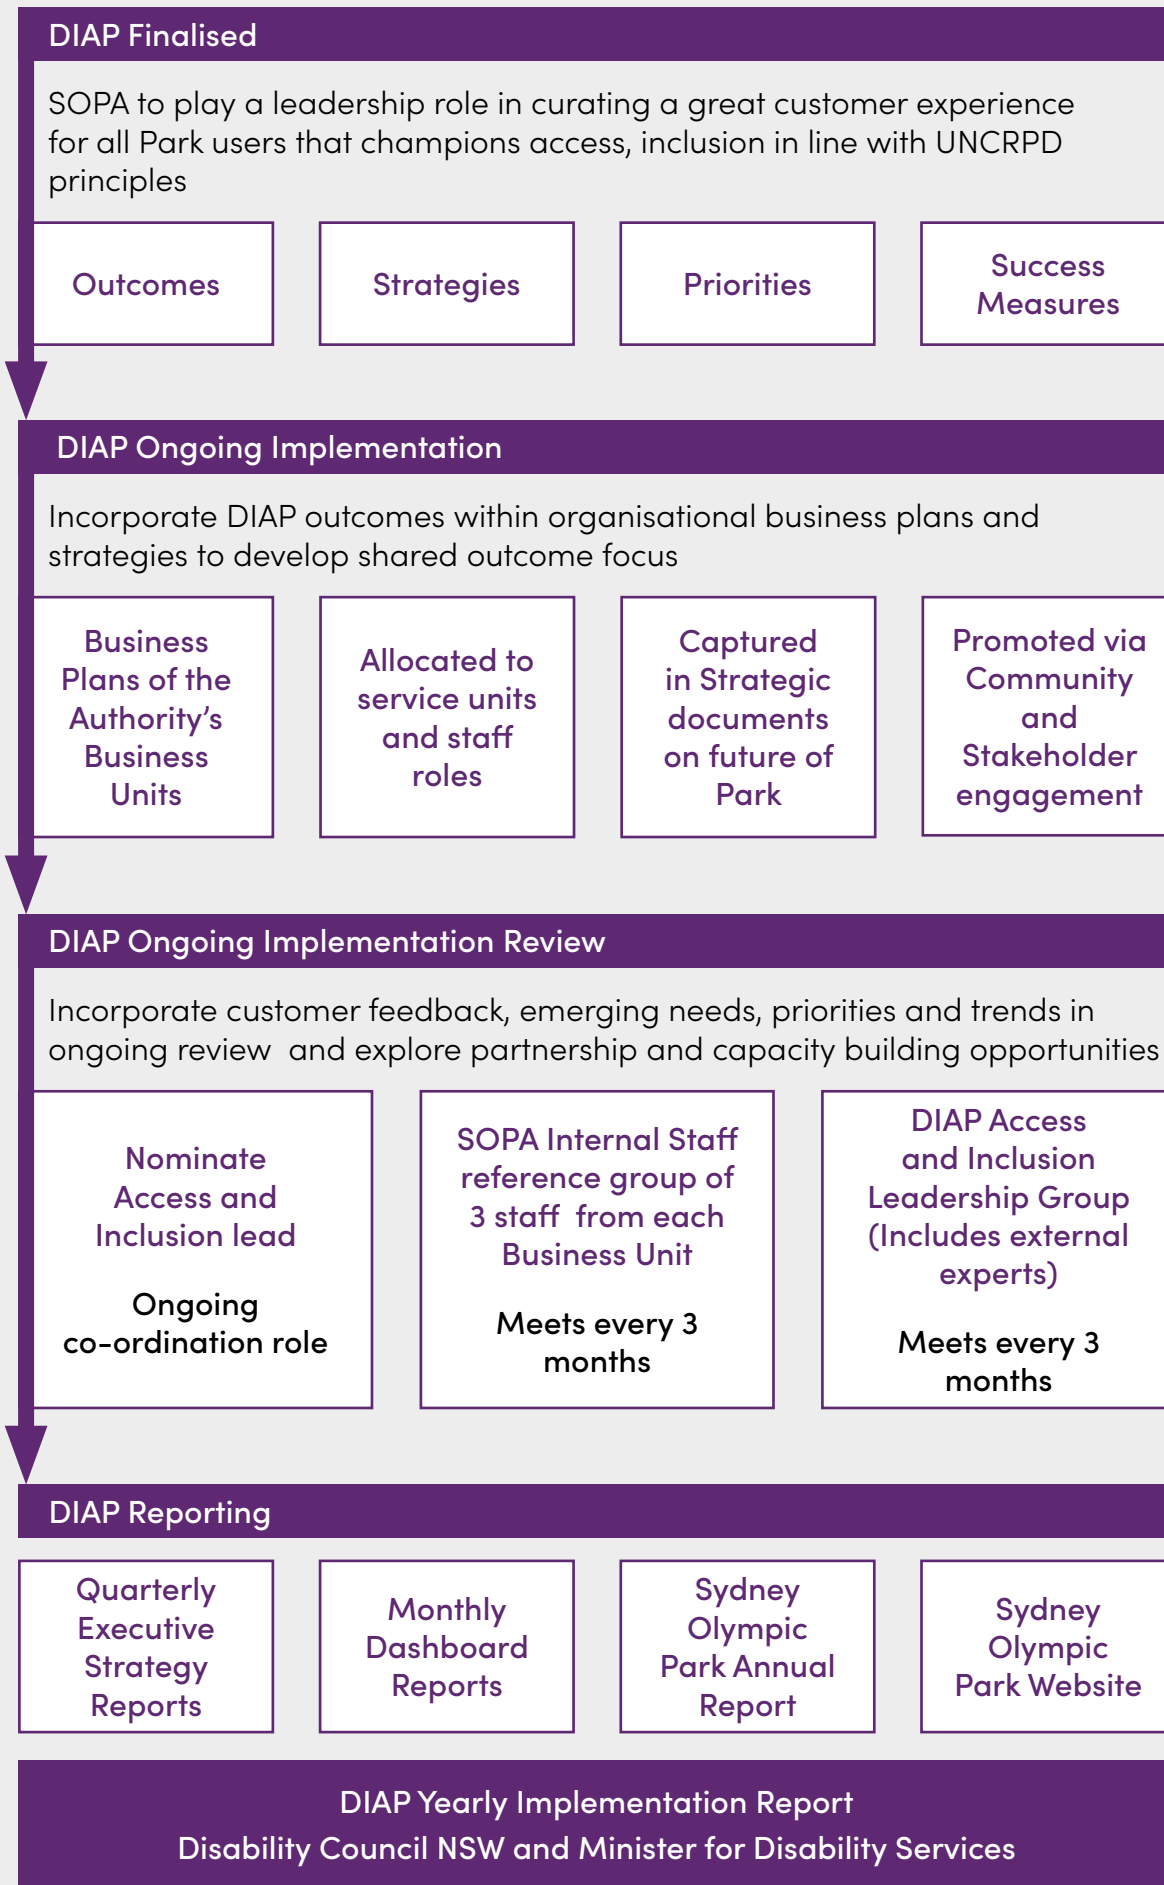 DIAP Finalised
SOPA to play a leadership role in curating a great customer experience
for all Park users that champions access, inclusion in line with UNCRPD
principles
Outcomes
Strategies
Priorities
Success
Measures
DIAP Ongoing Implementation
Incorporate DIAP outcomes within organisational business plans and
strategies to develop shared outcome focus
Business
Plans of the
Authority’s
Business
Units
Allocated to
service units
and staff
roles
Captured
in Strategic
documents
on future of
Park
Promoted via
Community
and
Stakeholder
engagement
DIAP Ongoing Implementation Review
Incorporate customer feedback, emerging needs, priorities and trends in
ongoing review and explore partnership and capacity building opportunities
Nominate
Access and
Inclusion lead
Ongoing
co-ordination role
SOPA Internal Staff
reference group of
3 staff from each
Business Unit
Meets every 3
months
DIAP Access
and Inclusion
Leadership Group
(Includes external
experts)
Meets every 3
months
DIAP Reporting
Quarterly
Executive
Strategy
Reports
Monthly
Dashboard
Reports
Sydney
Olympic
Park Annual
Report
Sydney
Olympic
Park Website
DIAP Yearly Implementation Report
Disability Council NSW and Minister for Disability Services